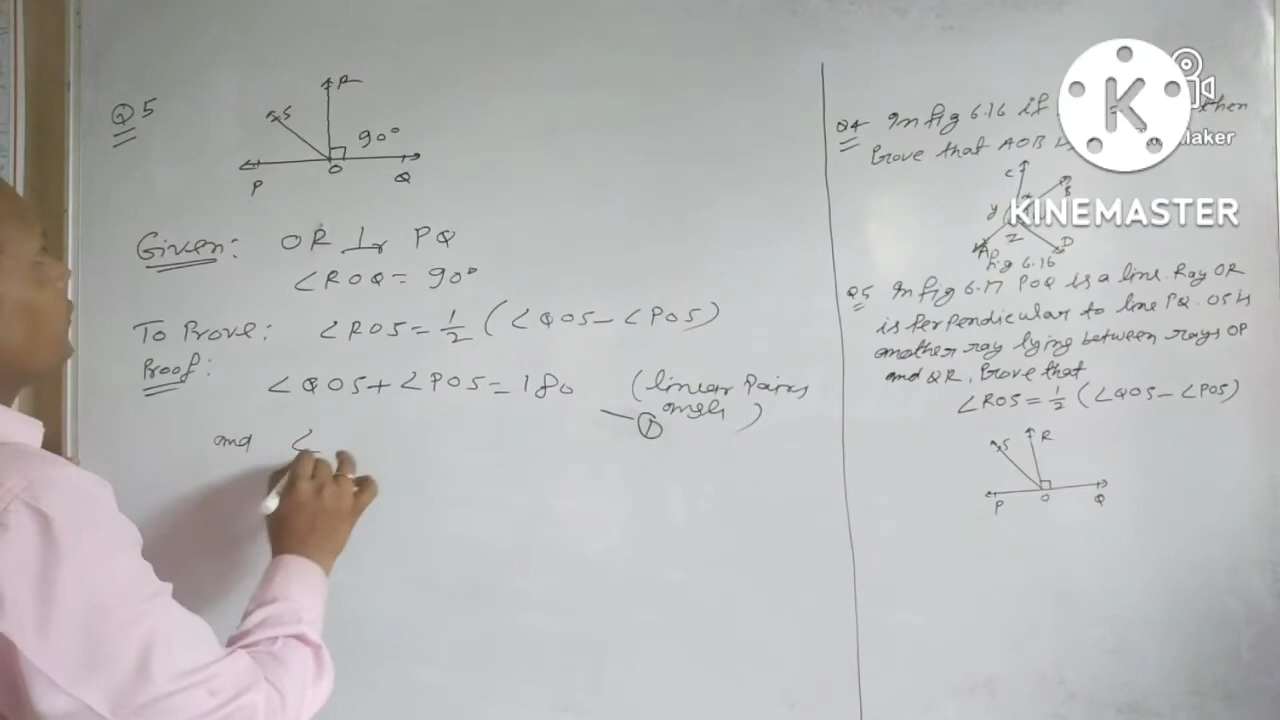 Q5
R
S
90°
P
O
Q
Given: OR ⊥r PQ
∠ROQ = 90°
To Prove: ∠ROS = 1/2 (∠QOS - ∠POS)
Proof:
∠QOS + ∠POS = 180 (linear Pairs
angle)
①
and ∠
Q4 In fig 6.16 if then
Prove that AOB
C
B
x
y
z
A
D
fig 6.16
Q5 In fig 6.17 POQ is a line. Ray OR
is Perpendicular to line PQ. OS is
another ray lying between rays OP
and OR, Prove that
∠ROS = 1/2 (∠QOS - ∠POS)
S
R
P
O
Q
KINEMASTER